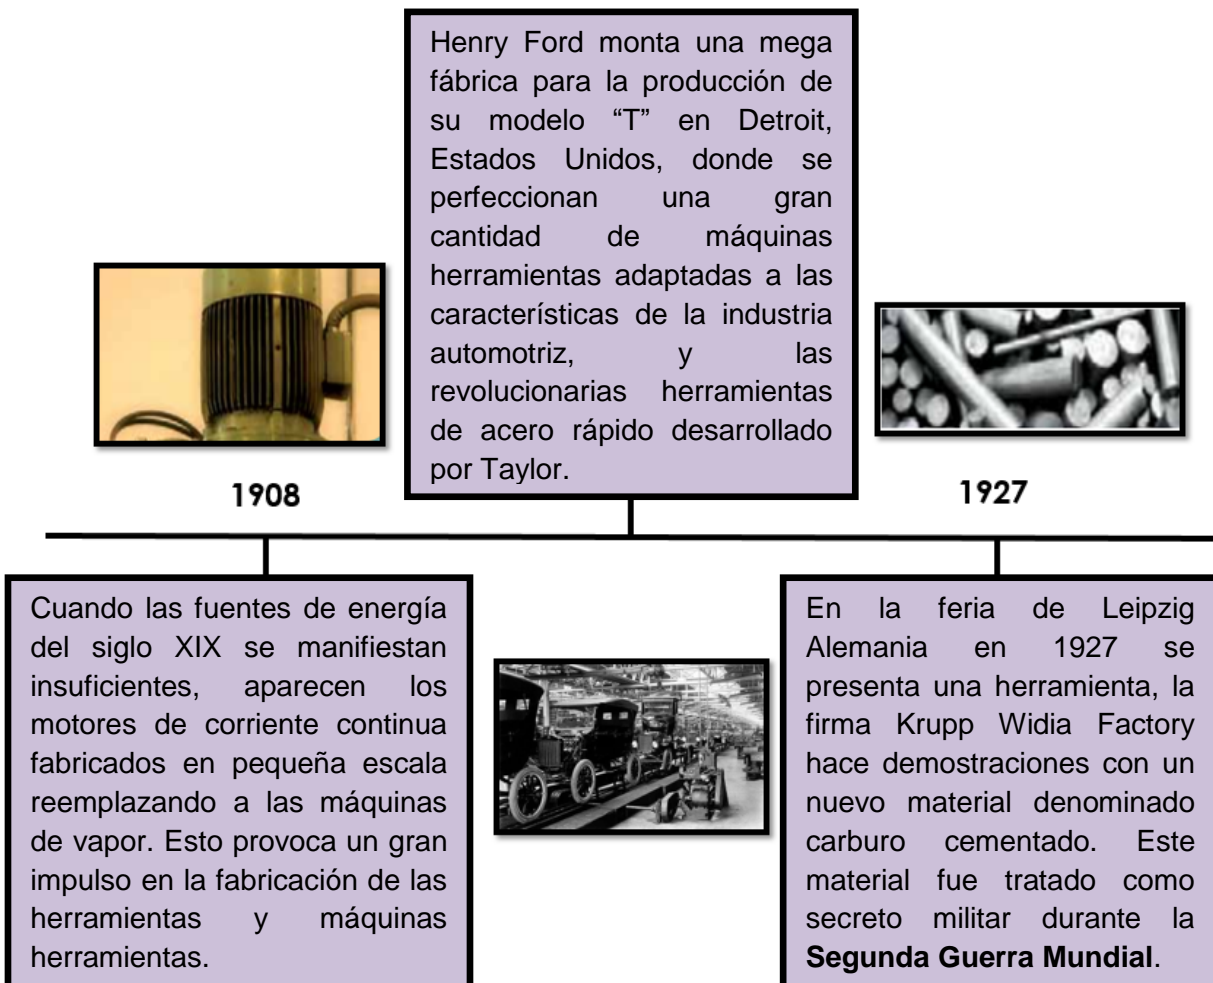 Henry Ford monta una mega
fábrica para la producción de
su modelo “T” en Detroit,
Estados Unidos, donde se
perfeccionan una gran
cantidad de máquinas
herramientas adaptadas a las
características de la industria
automotriz, y las
revolucionarias herramientas
de acero rápido desarrollado
por Taylor.
1908
1927
Cuando las fuentes de energía
del siglo XIX se manifiestan
insuficientes, aparecen los
motores de corriente continua
fabricados en pequeña escala
reemplazando a las máquinas
de vapor. Esto provoca un gran
impulso en la fabricación de las
herramientas y máquinas
herramientas.
En la feria de Leipzig
Alemania en 1927 se
presenta una herramienta, la
firma Krupp Widia Factory
hace demostraciones con un
nuevo material denominado
carburo cementado. Este
material fue tratado como
secreto militar durante la
Segunda Guerra Mundial.